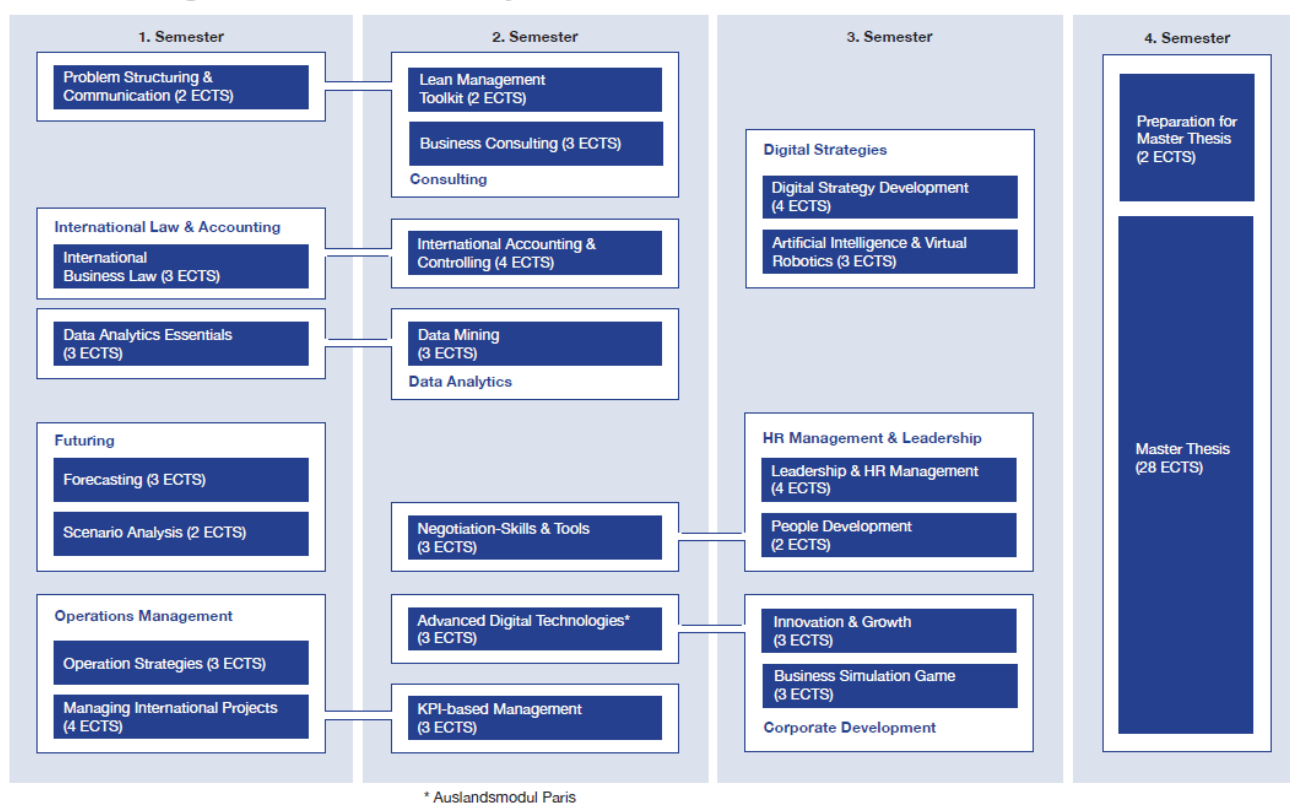 1. Semester
Problem Structuring &
Communication (2 ECTS)
International Law & Accounting
International
Business Law (3 ECTS)
Data Analytics Essentials
(3 ECTS)
Futuring
Forecasting (3 ECTS)
Scenario Analysis (2 ECTS)
Operations Management
Operation Strategies (3 ECTS)
Managing International Projects
(4 ECTS)
2. Semester
Lean Management
Toolkit (2 ECTS)
Business Consulting (3 ECTS)
Consulting
International Accounting &
Controlling (4 ECTS)
Data Mining
(3 ECTS)
Data Analytics
Negotiation-Skills & Tools
(3 ECTS)
Advanced Digital Technologies*
(3 ECTS)
KPI-based Management
(3 ECTS)
3. Semester
Digital Strategies
Digital Strategy Development
(4 ECTS)
Artificial Intelligence & Virtual
Robotics (3 ECTS)
HR Management & Leadership
Leadership & HR Management
(4 ECTS)
People Development
(2 ECTS)
Innovation & Growth
(3 ECTS)
Business Simulation Game
(3 ECTS)
Corporate Development
4. Semester
Preparation for
Master Thesis
(2 ECTS)
Master Thesis
(28 ECTS)
* Auslandsmodul Paris